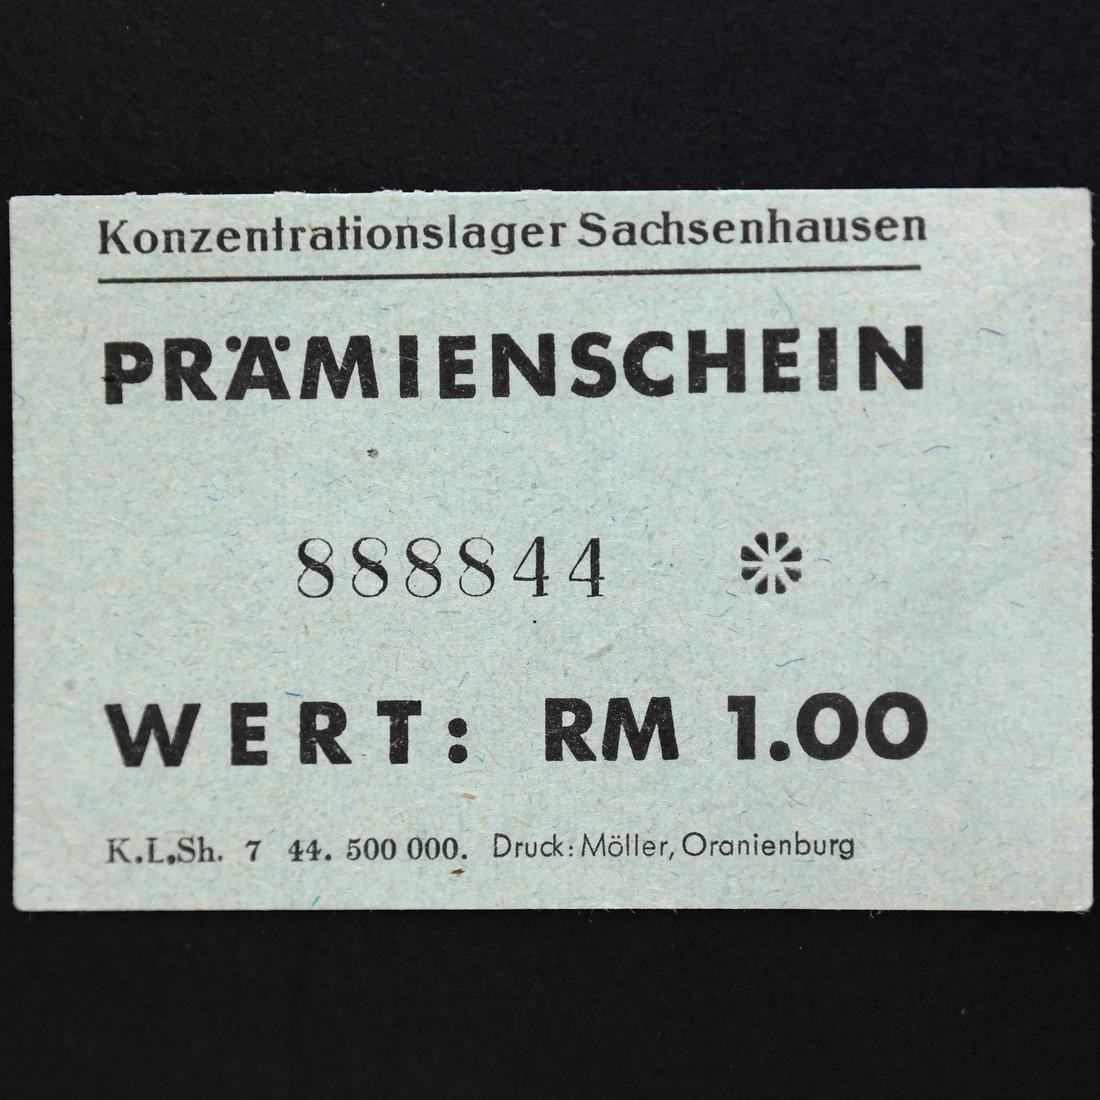 Konzentrationslager Sachsenhausen
PRÄMIENSCHEIN
888844 *
WERT: RM 1.00
K.L.Sh. 7 44. 500 000. Druck: Möller, Oranienburg